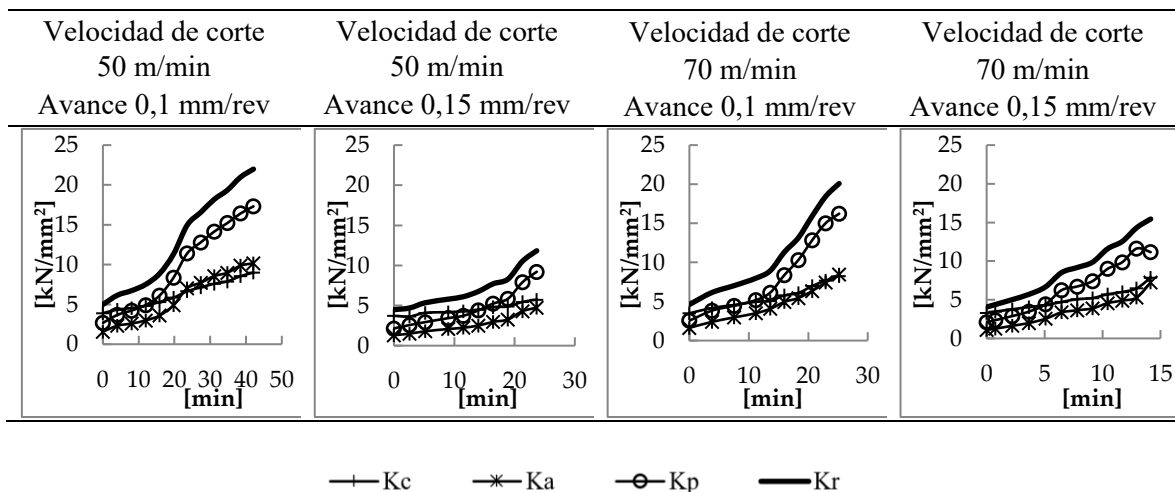 Velocidad de corte
50 m/min
Avance 0,1 mm/rev
Velocidad de corte
50 m/min
Avance 0,15 mm/rev
Velocidad de corte
70 m/min
Avance 0,1 mm/rev
Velocidad de corte
70 m/min
Avance 0,15 mm/rev
[kN/mm²]
25
20
15
10
5
0
0 10 20 30 40 50
[min]
[kN/mm²]
25
20
15
10
5
0
0 10 20 30
[min]
[kN/mm²]
25
20
15
10
5
0
0 10 20 30
[min]
[kN/mm²]
25
20
15
10
5
0
0 5 10 15
[min]
Kc Ka Kp Kr